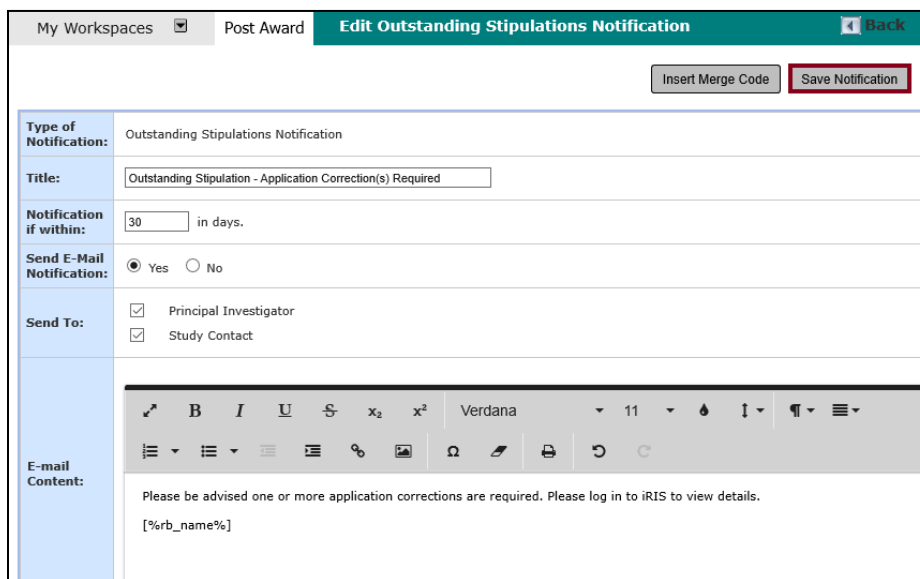 My Workspaces Post Award Edit Outstanding Stipulations Notification Back
Insert Merge Code Save Notification
Type of
Notification: Outstanding Stipulations Notification
Title: Outstanding Stipulation - Application Correction(s) Required
Notification
if within: 30 in days.
Send E-Mail
Notification: Yes No
Send To: Principal Investigator
Study Contact
B I U S x₂ x² Verdana 11
Ω
E-mail
Content:
Please be advised one or more application corrections are required. Please log in to iRIS to view details.
[%rb_name%]